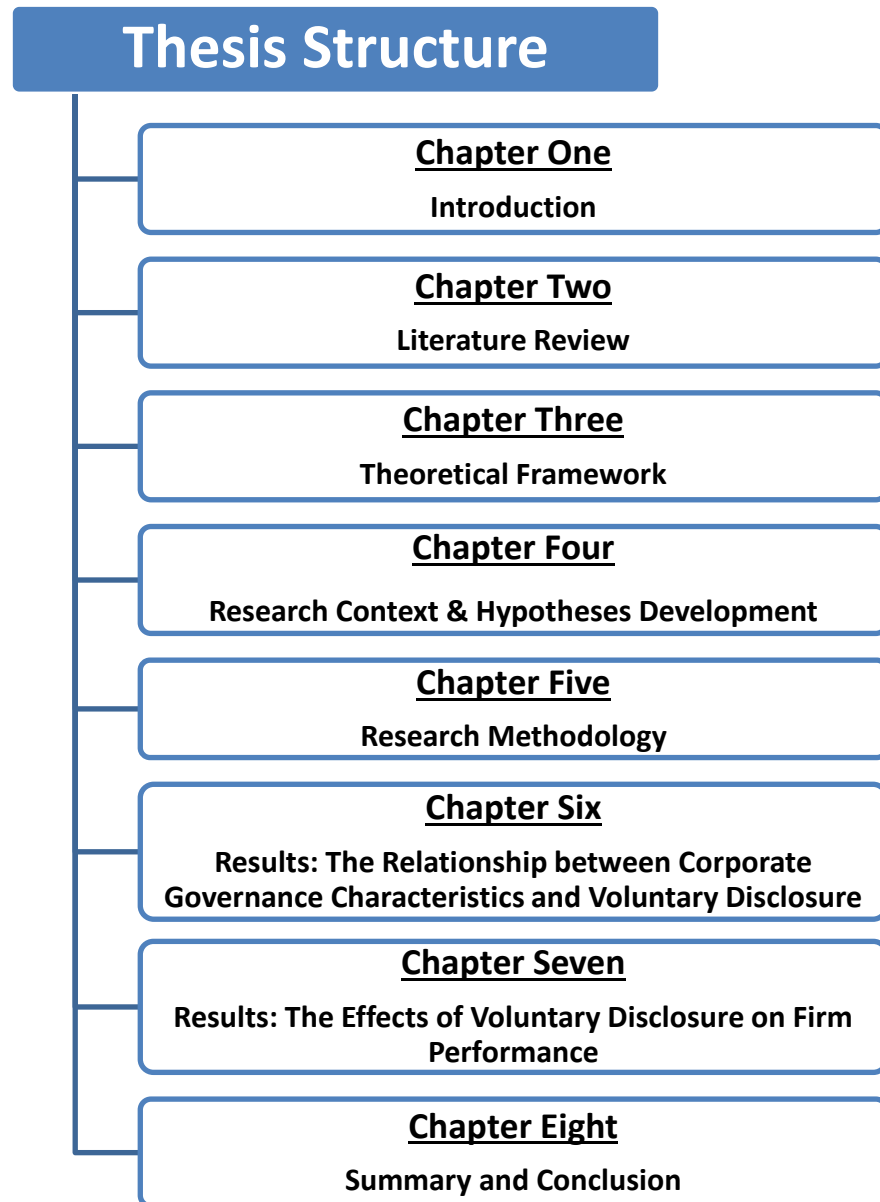 Thesis Structure
Chapter One
Introduction
Chapter Two
Literature Review
Chapter Three
Theoretical Framework
Chapter Four
Research Context & Hypotheses Development
Chapter Five
Research Methodology
Chapter Six
Results: The Relationship between Corporate
Governance Characteristics and Voluntary Disclosure
Chapter Seven
Results: The Effects of Voluntary Disclosure on Firm
Performance
Chapter Eight
Summary and Conclusion